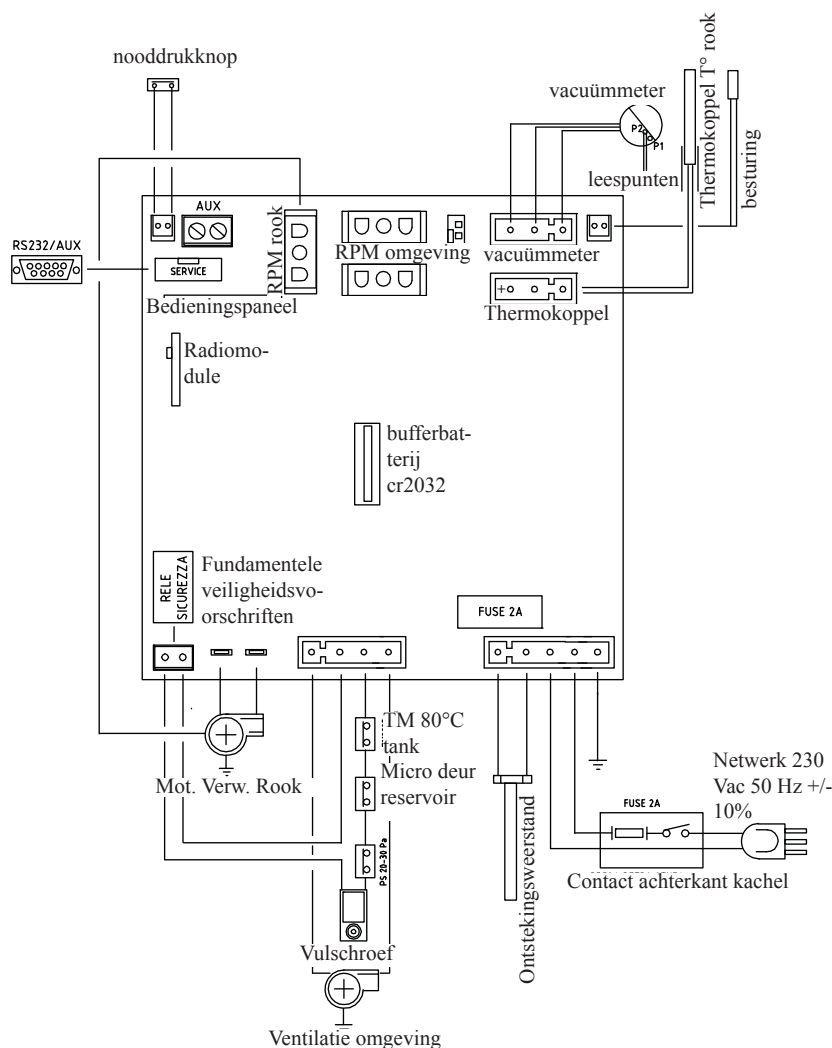 nooddrukknop
vacuümmeter
P2
P1
leespunten
Thermokoppel T° rook
besturing
AUX
RS232/AUX
SERVICE
Bedieningspaneel
RPM rook
RPM omgeving
vacuümmeter
+
Thermokoppel
Radiomo-
dule
bufferbat-
terij
cr2032
RELE
SICUREZZA
Fundamentele
veiligheidsvo-
orschriften
FUSE 2A
TM 80°C
tank
Micro deur
reservoir
Mot. Verw. Rook
PS 20-30 Pa
Vulschroef
Ventilatie omgeving
Ontstekingsweerstand
Netwerk 230
Vac 50 Hz +/-
10%
FUSE 2A
Contact achterkant kachel